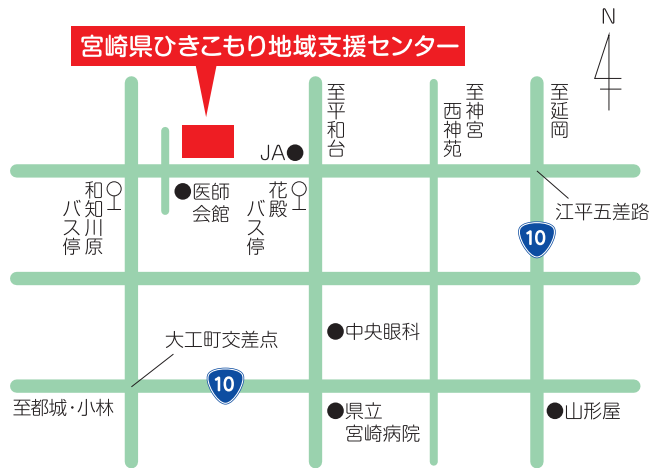 N
宮崎県ひきこもり地域支援センター
至平和台
至神宮
西神苑
至延岡
JA
医師
会館
和知川原
バス停
花殿
バス停
江平五差路
10
中央眼科
大工町交差点
10
至都城・小林
県立
宮崎病院
山形屋